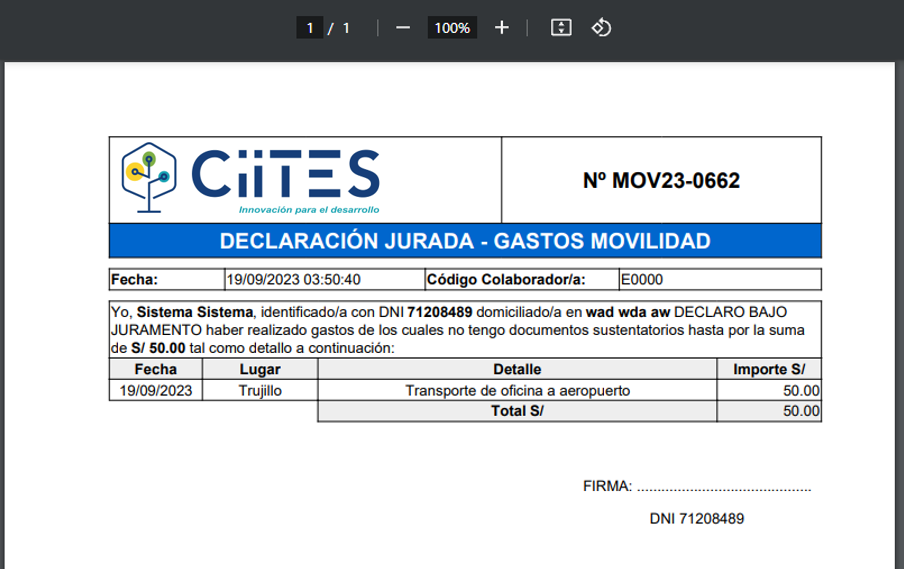 1 / 1 100%
CiiTES
Innovación para el desarrollo
Nº MOV23-0662
DECLARACIÓN JURADA - GASTOS MOVILIDAD
Fecha: 19/09/2023 03:50:40 Código Colaborador/a: E0000
Yo, Sistema Sistema, identificado/a con DNI 71208489 domiciliado/a en wad wda aw DECLARO BAJO
JURAMENTO haber realizado gastos de los cuales no tengo documentos sustentatorios hasta por la suma
de S/ 50.00 tal como detallo a continuación:
Fecha Lugar Detalle Importe S/
19/09/2023 Trujillo Transporte de oficina a aeropuerto 50.00
Total S/ 50.00
FIRMA: ...........................................
DNI 71208489